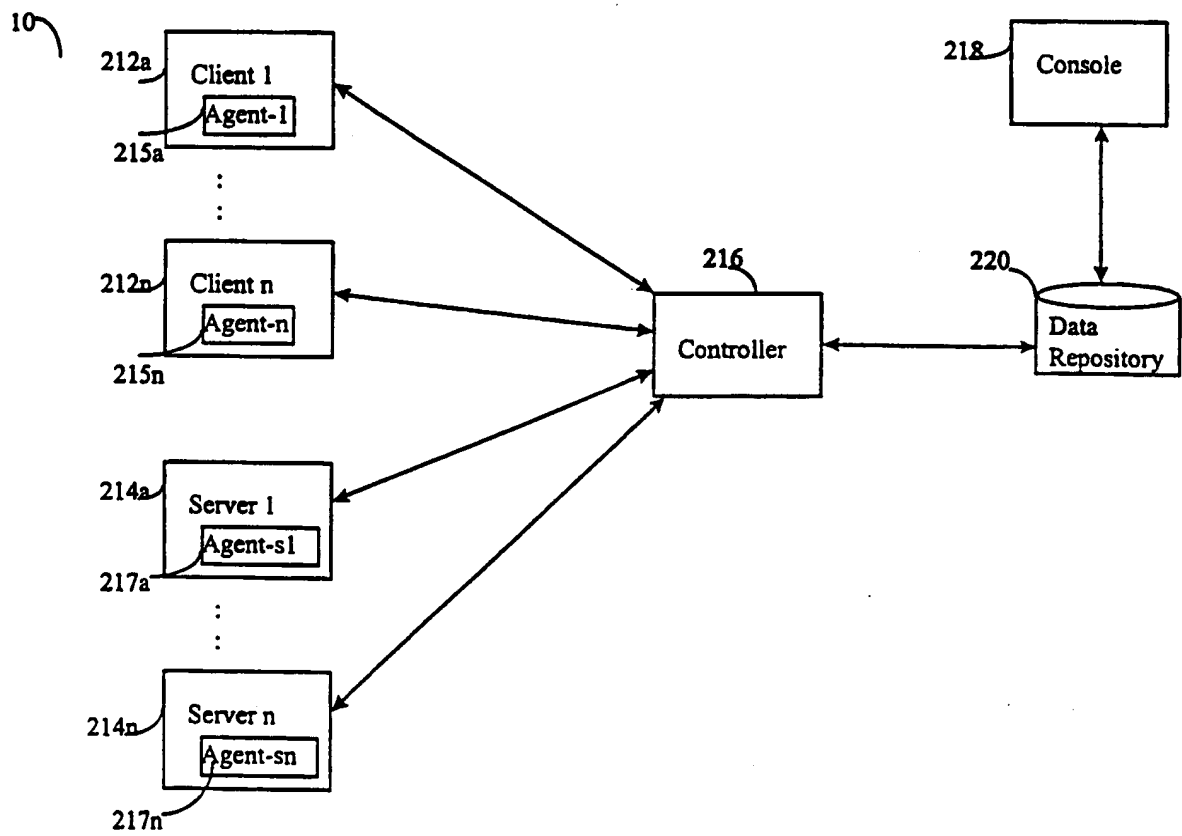 10
212a
Client 1
Agent-1
215a
212n
Client n
Agent-n
215n
214a
Server 1
Agent-s1
217a
214n
Server n
Agent-sn
217n
216
Controller
218
Console
220
Data
Repository